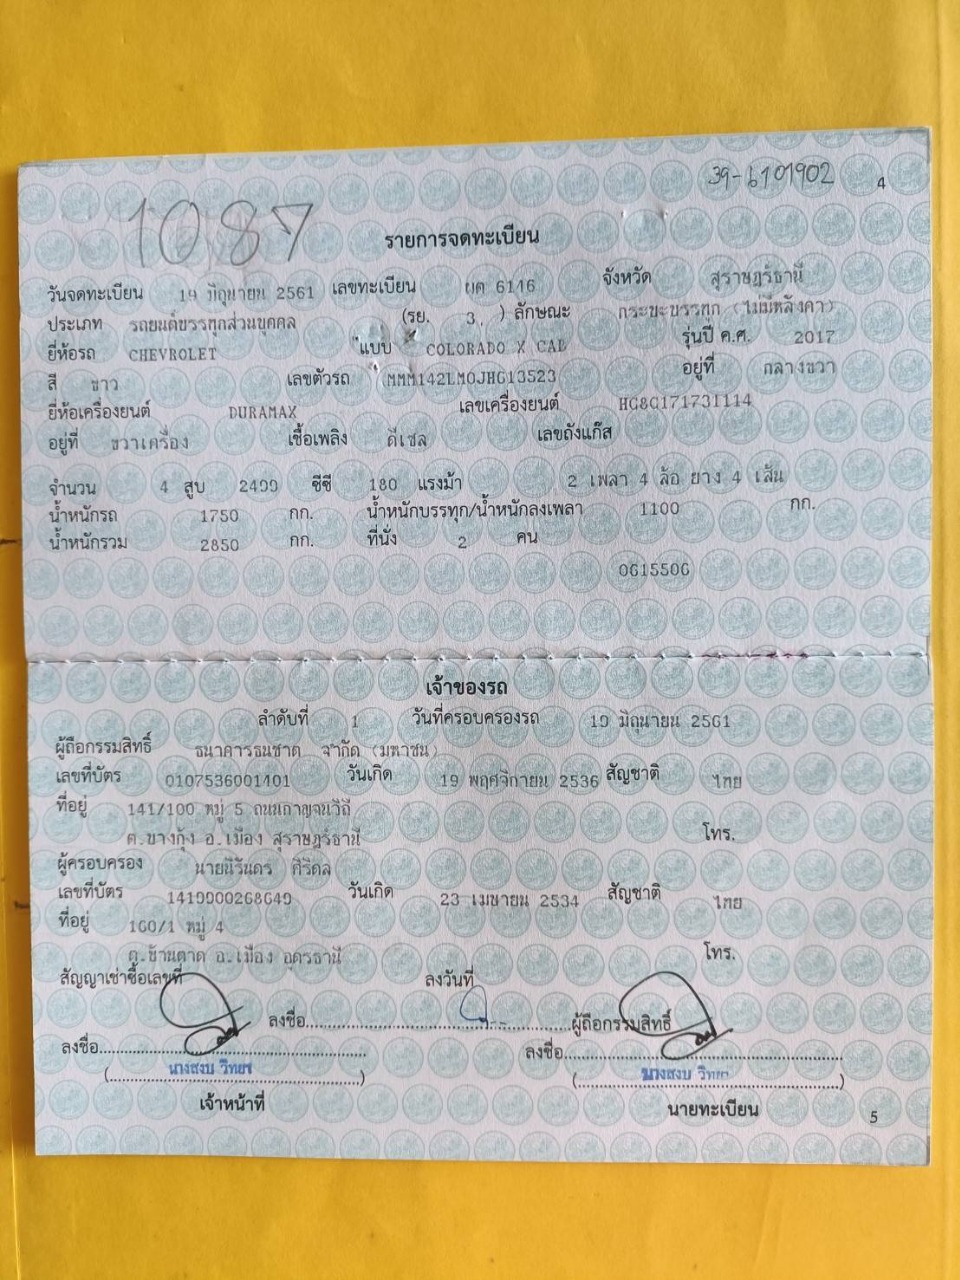 39-6101902
4
1087
รายการจดทะเบียน
วันจดทะเบียน 19 มิถุนายน 2561 เลขทะเบียน ผค 6146 จังหวัด สุราษฎร์ธานี
ประเภท รถยนต์บรรทุกส่วนบุคคล (รย. 3. ) ลักษณะ กระบะบรรทุก (ไม่มีหลังคา)
ยี่ห้อรถ CHEVROLET แบบ COLORADO X CAB รุ่นปี ค.ศ. 2017
สี ขาว เลขตัวรถ MMM142LM0JH613523 อยู่ที่ กลางขวา
ยี่ห้อเครื่องยนต์ DURAMAX เลขเครื่องยนต์ HG8G171731114
อยู่ที่ ขวาเครื่อง เชื้อเพลิง ดีเซล เลขถังแก๊ส
จำนวน 4 สูบ 2499 ซีซี 180 แรงม้า 2 เพลา 4 ล้อ ยาง 4 เส้น
น้ำหนักรถ 1750 กก. น้ำหนักบรรทุก/น้ำหนักลงเพลา 1100 กก.
น้ำหนักรวม 2850 กก. ที่นั่ง 2 คน
0615506
เจ้าของรถ
ลำดับที่ 1 วันที่ครอบครองรถ 19 มิถุนายน 2561
ผู้ถือกรรมสิทธิ์ ธนาคารธนชาต จำกัด (มหาชน)
เลขที่บัตร 0107536001401 วันเกิด 19 พฤศจิกายน 2536 สัญชาติ ไทย
ที่อยู่ 141/100 หมู่ 5 ถนนกาญจนวิถี
ต.บางกุ้ง อ.เมือง สุราษฎร์ธานี โทร.
ผู้ครอบครอง นายนิรันดร ศิริดล
เลขที่บัตร 1419900268649 วันเกิด 23 เมษายน 2534 สัญชาติ ไทย
ที่อยู่ 160/1 หมู่ 4
ต.บ้านตาด อ.เมือง อุดรธานี โทร.
สัญญาเช่าซื้อเลขที่ ลงวันที่
ลงชื่อ ผู้ถือกรรมสิทธิ์
ลงชื่อ ลงชื่อ
(นางสงบ วิทยา) (นางสงบ วิทยา)
เจ้าหน้าที่ นายทะเบียน
5